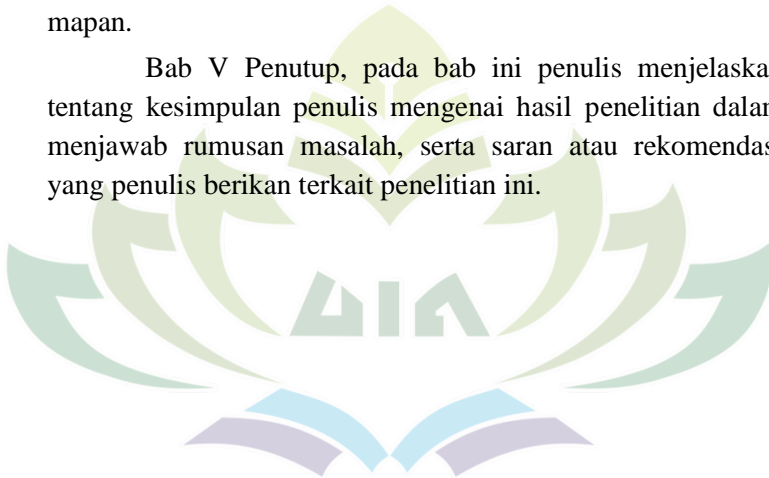 mapan.
Bab V Penutup, pada bab ini penulis menjelaska
tentang kesimpulan penulis mengenai hasil penelitian dalan
menjawab rumusan masalah, serta saran atau rekomendas
yang penulis berikan terkait penelitian ini.